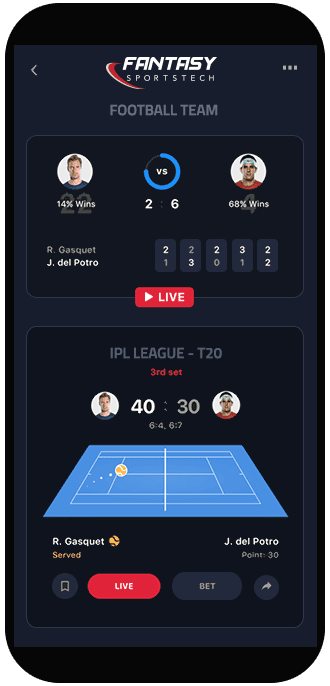 FANTASY
SPORTSTECH
FOOTBALL TEAM
22 vs 4
14% Wins 2 : 6 68% Wins
R. Gasquet 2 2 2 3 2
J. del Potro 1 3 0 1 2
LIVE
IPL LEAGUE - T20
3rd set
40 : 30
6:4, 6:7
R. Gasquet J. del Potro
Served Point: 30
LIVE BET